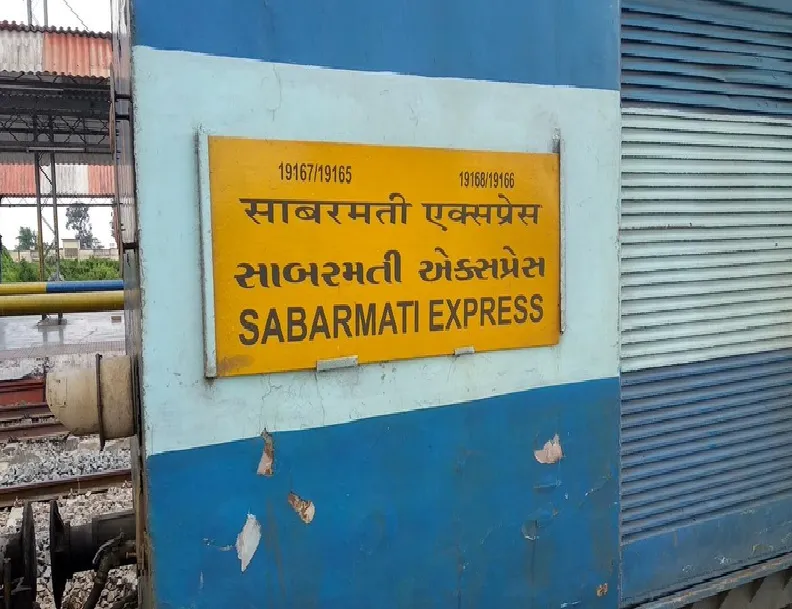 19167/19165 19168/19166
साबरमती एक्सप्रेस
સાબરમતી એક્સપ્રેસ
SABARMATI EXPRESS